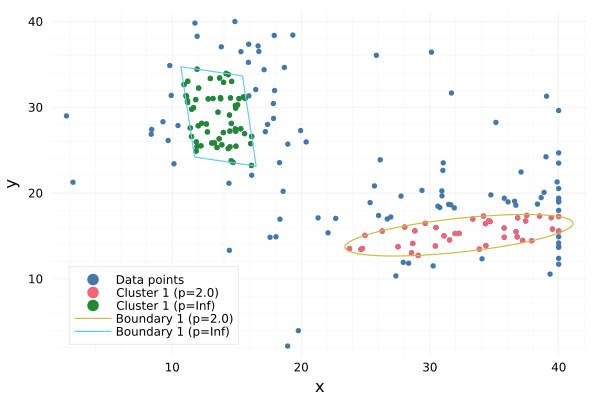 40
30
20
10
y
Data points
Cluster 1 (p=2.0)
Cluster 1 (p=Inf)
Boundary 1 (p=2.0)
Boundary 1 (p=Inf)
10 20 30 40
x